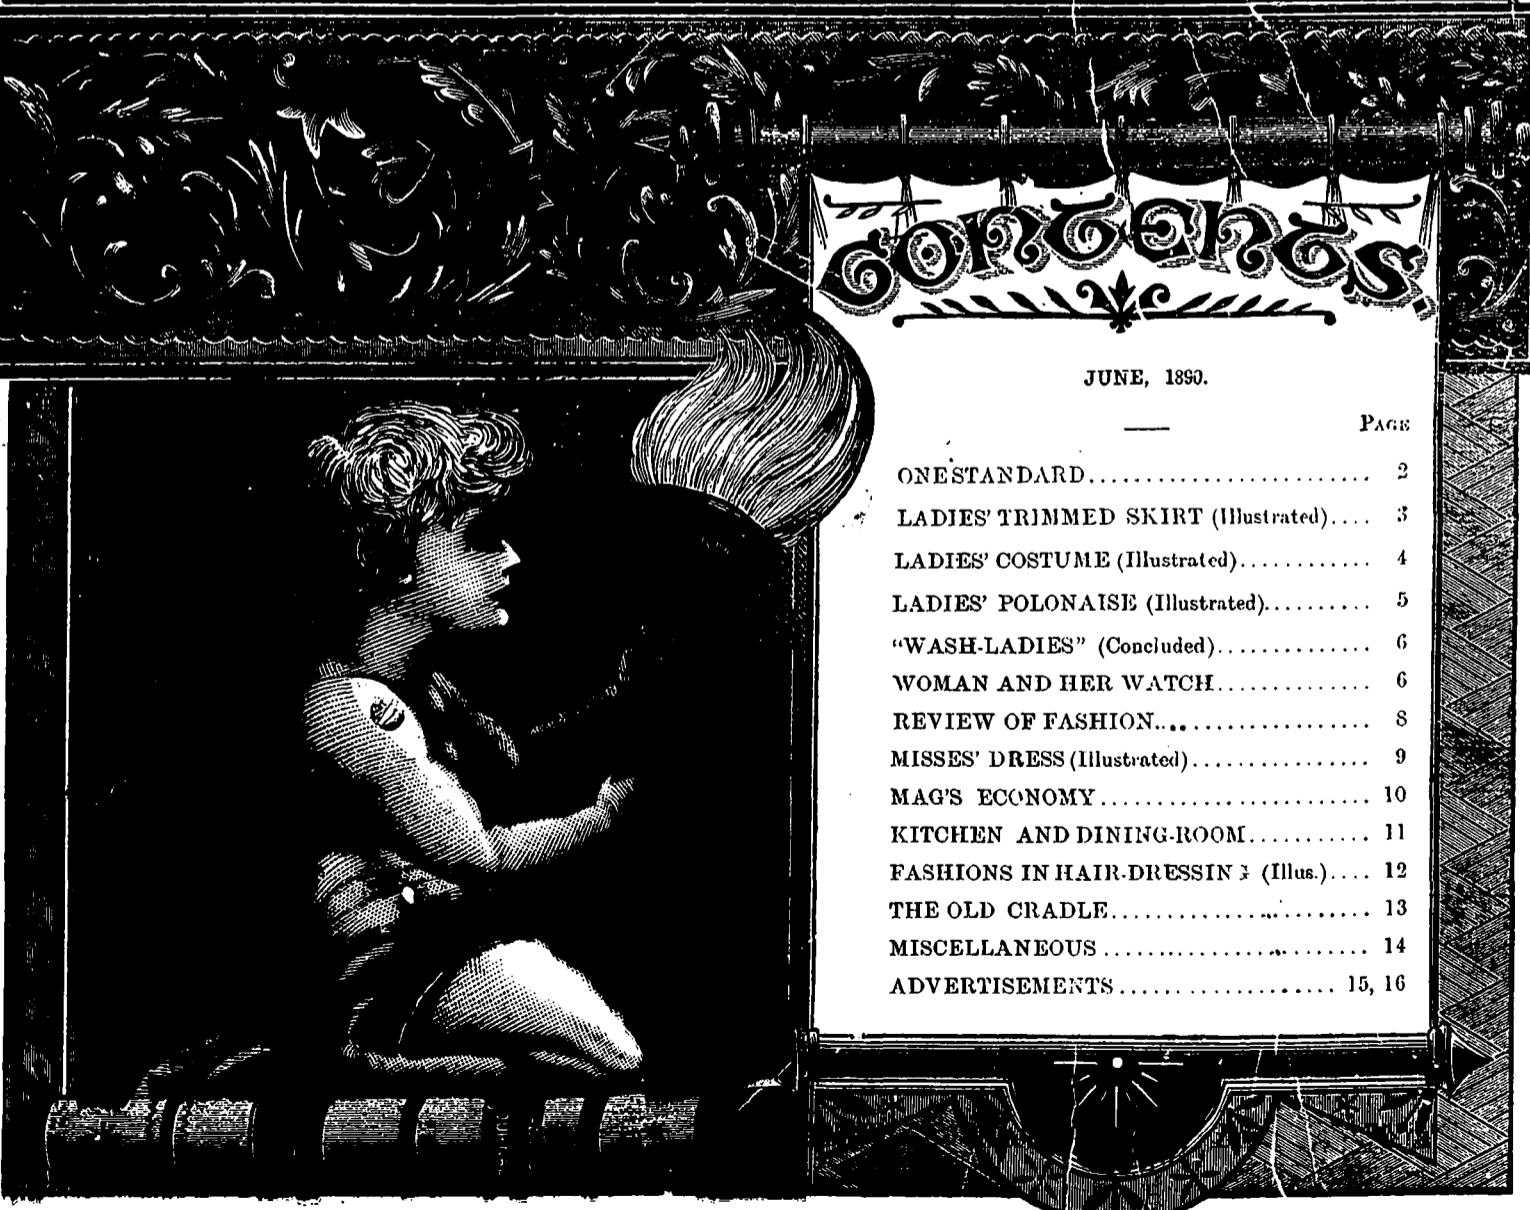 Contents.
JUNE, 1890.
PAGE
ONE STANDARD........................ 2
LADIES' TRIMMED SKIRT (Illustrated).... 3
LADIES' COSTUME (Illustrated)............ 4
LADIES' POLONAISE (Illustrated).......... 5
"WASH-LADIES" (Concluded).............. 6
WOMAN AND HER WATCH.............. 6
REVIEW OF FASHION.................... 8
MISSES' DRESS (Illustrated)................ 9
MAG'S ECONOMY........................ 10
KITCHEN AND DINING-ROOM........... 11
FASHIONS IN HAIR-DRESSING (Illus.).... 12
THE OLD CRADLE....................... 13
MISCELLANEOUS........................ 14
ADVERTISEMENTS.................... 15, 16